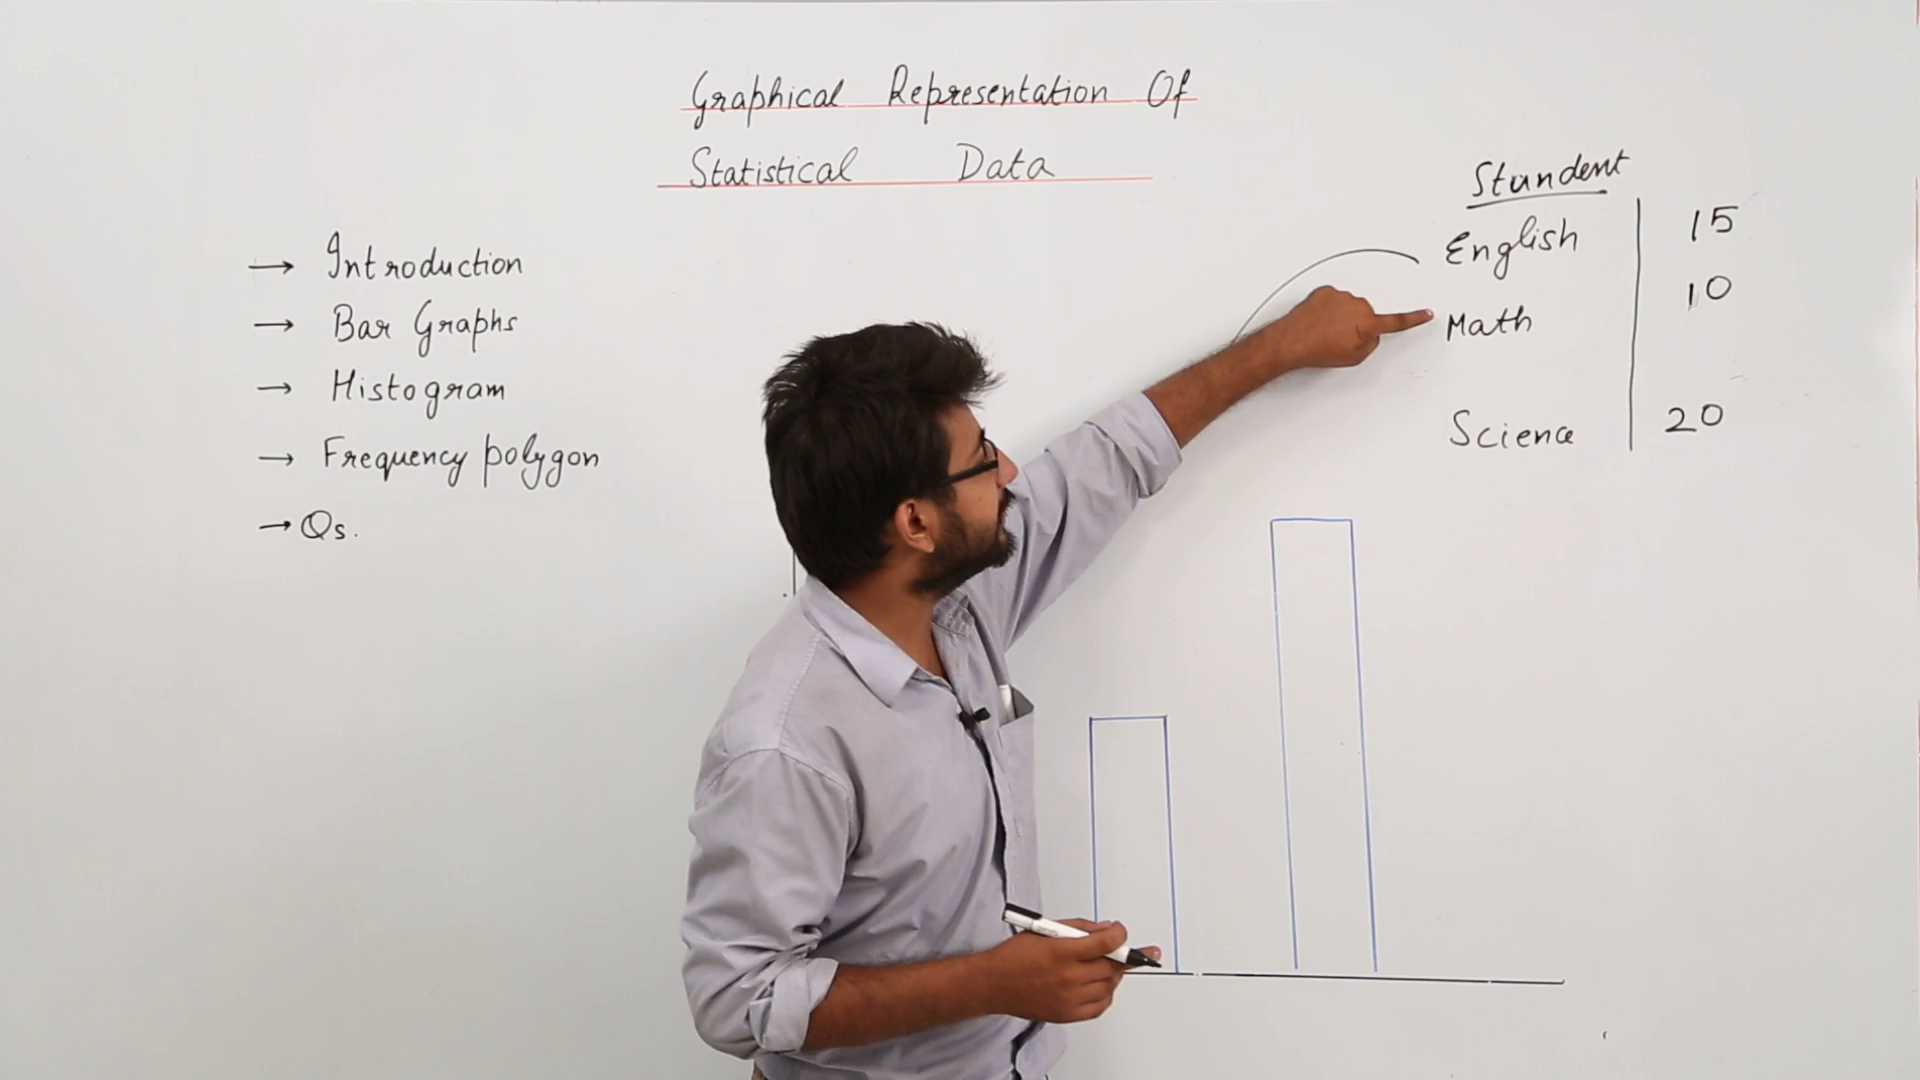 Graphical Representation Of
Statistical Data
→ Introduction
→ Bar Graphs
→ Histogram
→ Frequency polygon
→ Qs.
Stundent
English 15
Math 10
Science 20